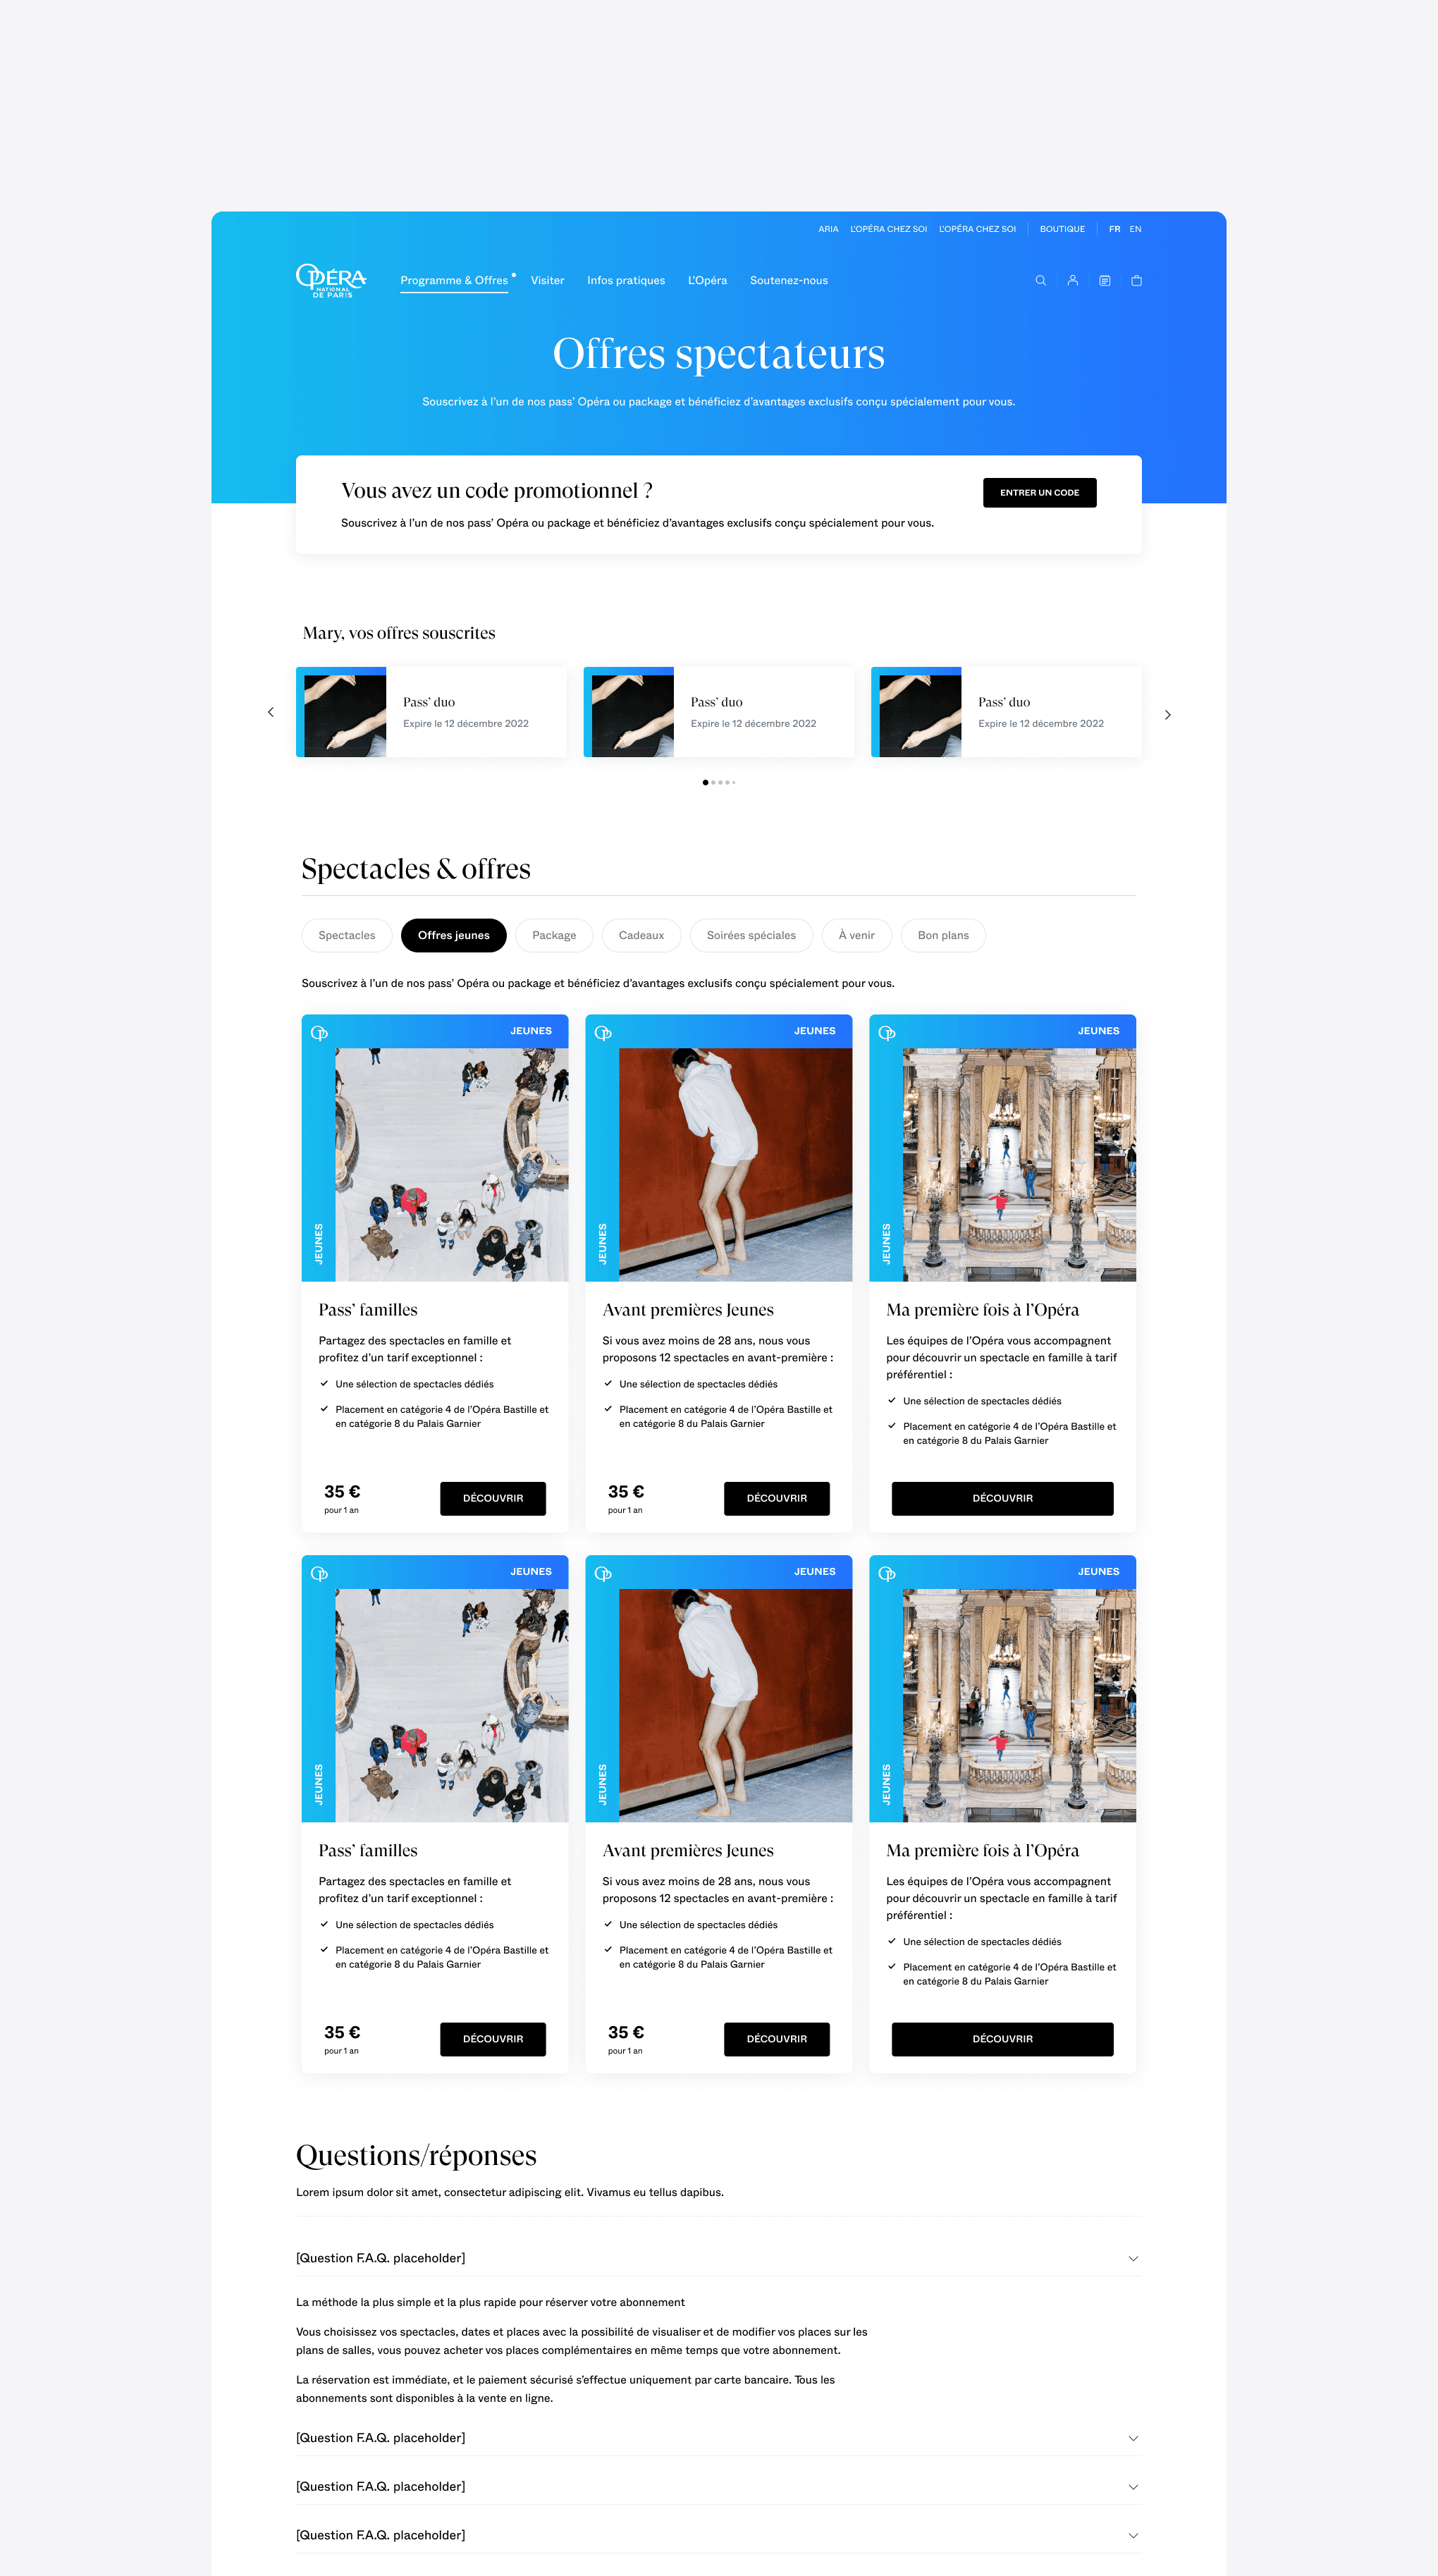 ARIA L'OPÉRA CHEZ SOI L'OPÉRA CHEZ SOI BOUTIQUE FR EN
OPÉRA
NATIONAL
DE PARIS
Programme & Offres Visiter Infos pratiques L'Opéra Soutenez-nous
Offres spectateurs
Souscrivez à l'un de nos pass' Opéra ou package et bénéficiez d'avantages exclusifs conçu spécialement pour vous.
Vous avez un code promotionnel ?
ENTRER UN CODE
Souscrivez à l'un de nos pass' Opéra ou package et bénéficiez d'avantages exclusifs conçu spécialement pour vous.
Mary, vos offres souscrites
Pass' duo
Expire le 12 décembre 2022
Pass' duo
Expire le 12 décembre 2022
Pass' duo
Expire le 12 décembre 2022
Spectacles & offres
Spectacles Offres jeunes Package Cadeaux Soirées spéciales À venir Bon plans
Souscrivez à l'un de nos pass' Opéra ou package et bénéficiez d'avantages exclusifs conçu spécialement pour vous.
JEUNES
JEUNES
Pass' familles
Partagez des spectacles en famille et
profitez d'un tarif exceptionnel :
Une sélection de spectacles dédiés
Placement en catégorie 4 de l'Opéra Bastille et
en catégorie 8 du Palais Garnier
35 €
pour 1 an
DÉCOUVRIR
JEUNES
JEUNES
Avant premières Jeunes
Si vous avez moins de 28 ans, nous vous
proposons 12 spectacles en avant-première :
Une sélection de spectacles dédiés
Placement en catégorie 4 de l'Opéra Bastille et
en catégorie 8 du Palais Garnier
35 €
pour 1 an
DÉCOUVRIR
JEUNES
JEUNES
Ma première fois à l'Opéra
Les équipes de l'Opéra vous accompagnent
pour découvrir un spectacle en famille à tarif
préférentiel :
Une sélection de spectacles dédiés
Placement en catégorie 4 de l'Opéra Bastille et
en catégorie 8 du Palais Garnier
DÉCOUVRIR
JEUNES
JEUNES
Pass' familles
Partagez des spectacles en famille et
profitez d'un tarif exceptionnel :
Une sélection de spectacles dédiés
Placement en catégorie 4 de l'Opéra Bastille et
en catégorie 8 du Palais Garnier
35 €
pour 1 an
DÉCOUVRIR
JEUNES
JEUNES
Avant premières Jeunes
Si vous avez moins de 28 ans, nous vous
proposons 12 spectacles en avant-première :
Une sélection de spectacles dédiés
Placement en catégorie 4 de l'Opéra Bastille et
en catégorie 8 du Palais Garnier
35 €
pour 1 an
DÉCOUVRIR
JEUNES
JEUNES
Ma première fois à l'Opéra
Les équipes de l'Opéra vous accompagnent
pour découvrir un spectacle en famille à tarif
préférentiel :
Une sélection de spectacles dédiés
Placement en catégorie 4 de l'Opéra Bastille et
en catégorie 8 du Palais Garnier
DÉCOUVRIR
Questions/réponses
Lorem ipsum dolor sit amet, consectetur adipiscing elit. Vivamus eu tellus dapibus.
[Question F.A.Q. placeholder]
La méthode la plus simple et la plus rapide pour réserver votre abonnement
Vous choisissez vos spectacles, dates et places avec la possibilité de visualiser et de modifier vos places sur les
plans de salles, vous pouvez acheter vos places complémentaires en même temps que votre abonnement.
La réservation est immédiate, et le paiement sécurisé s'effectue uniquement par carte bancaire. Tous les
abonnements sont disponibles à la vente en ligne.
[Question F.A.Q. placeholder]
[Question F.A.Q. placeholder]
[Question F.A.Q. placeholder]